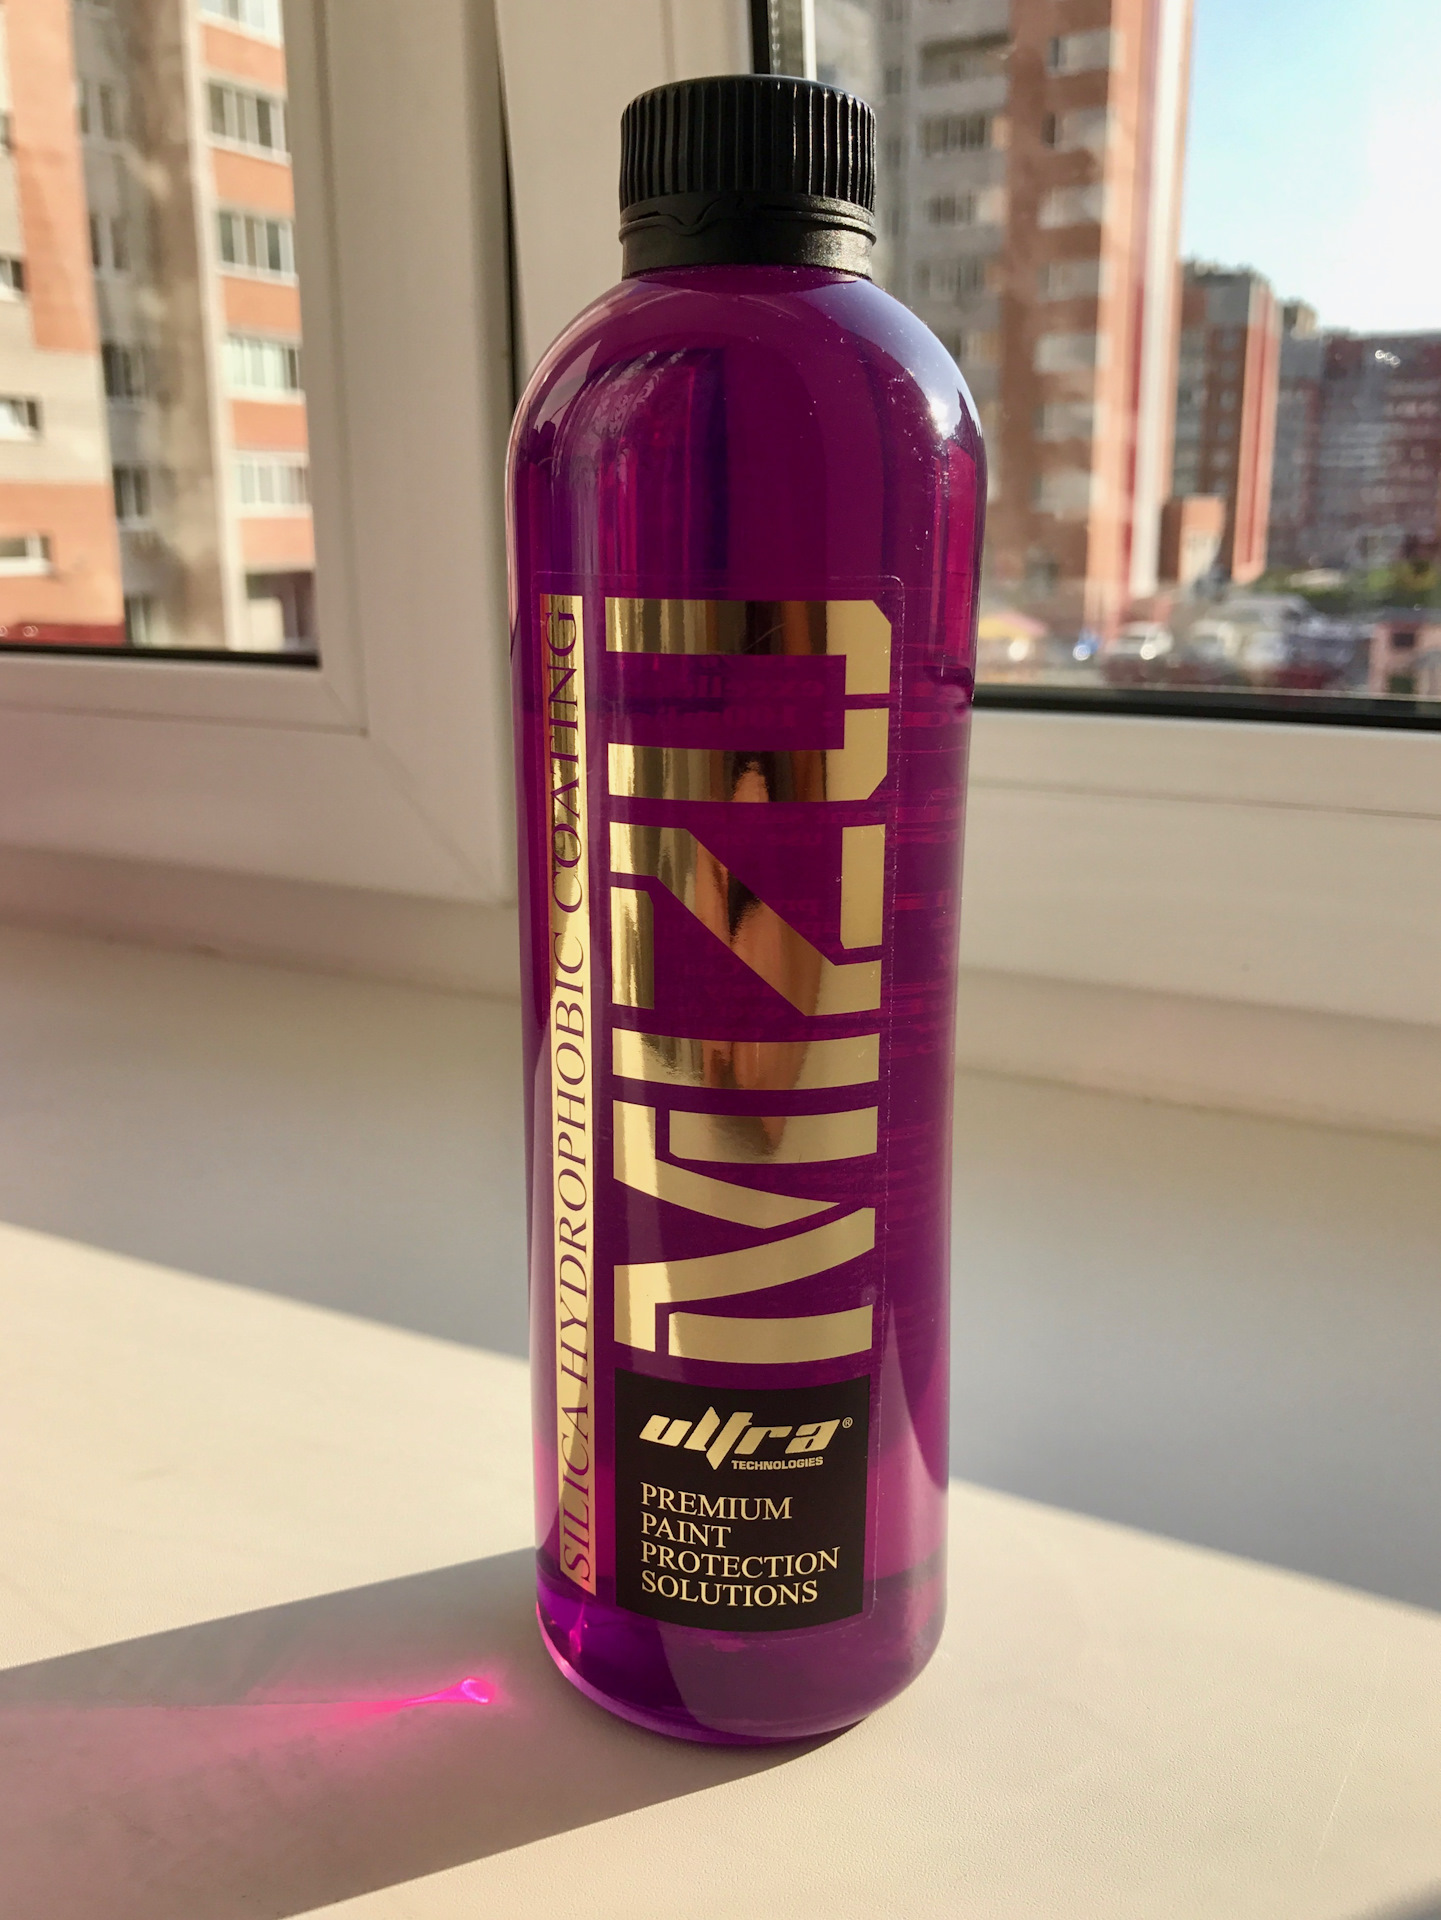 SILICA HYDROPHOBIC COATING
MIZU
ultra®
TECHNOLOGIES
PREMIUM
PAINT
PROTECTION
SOLUTIONS